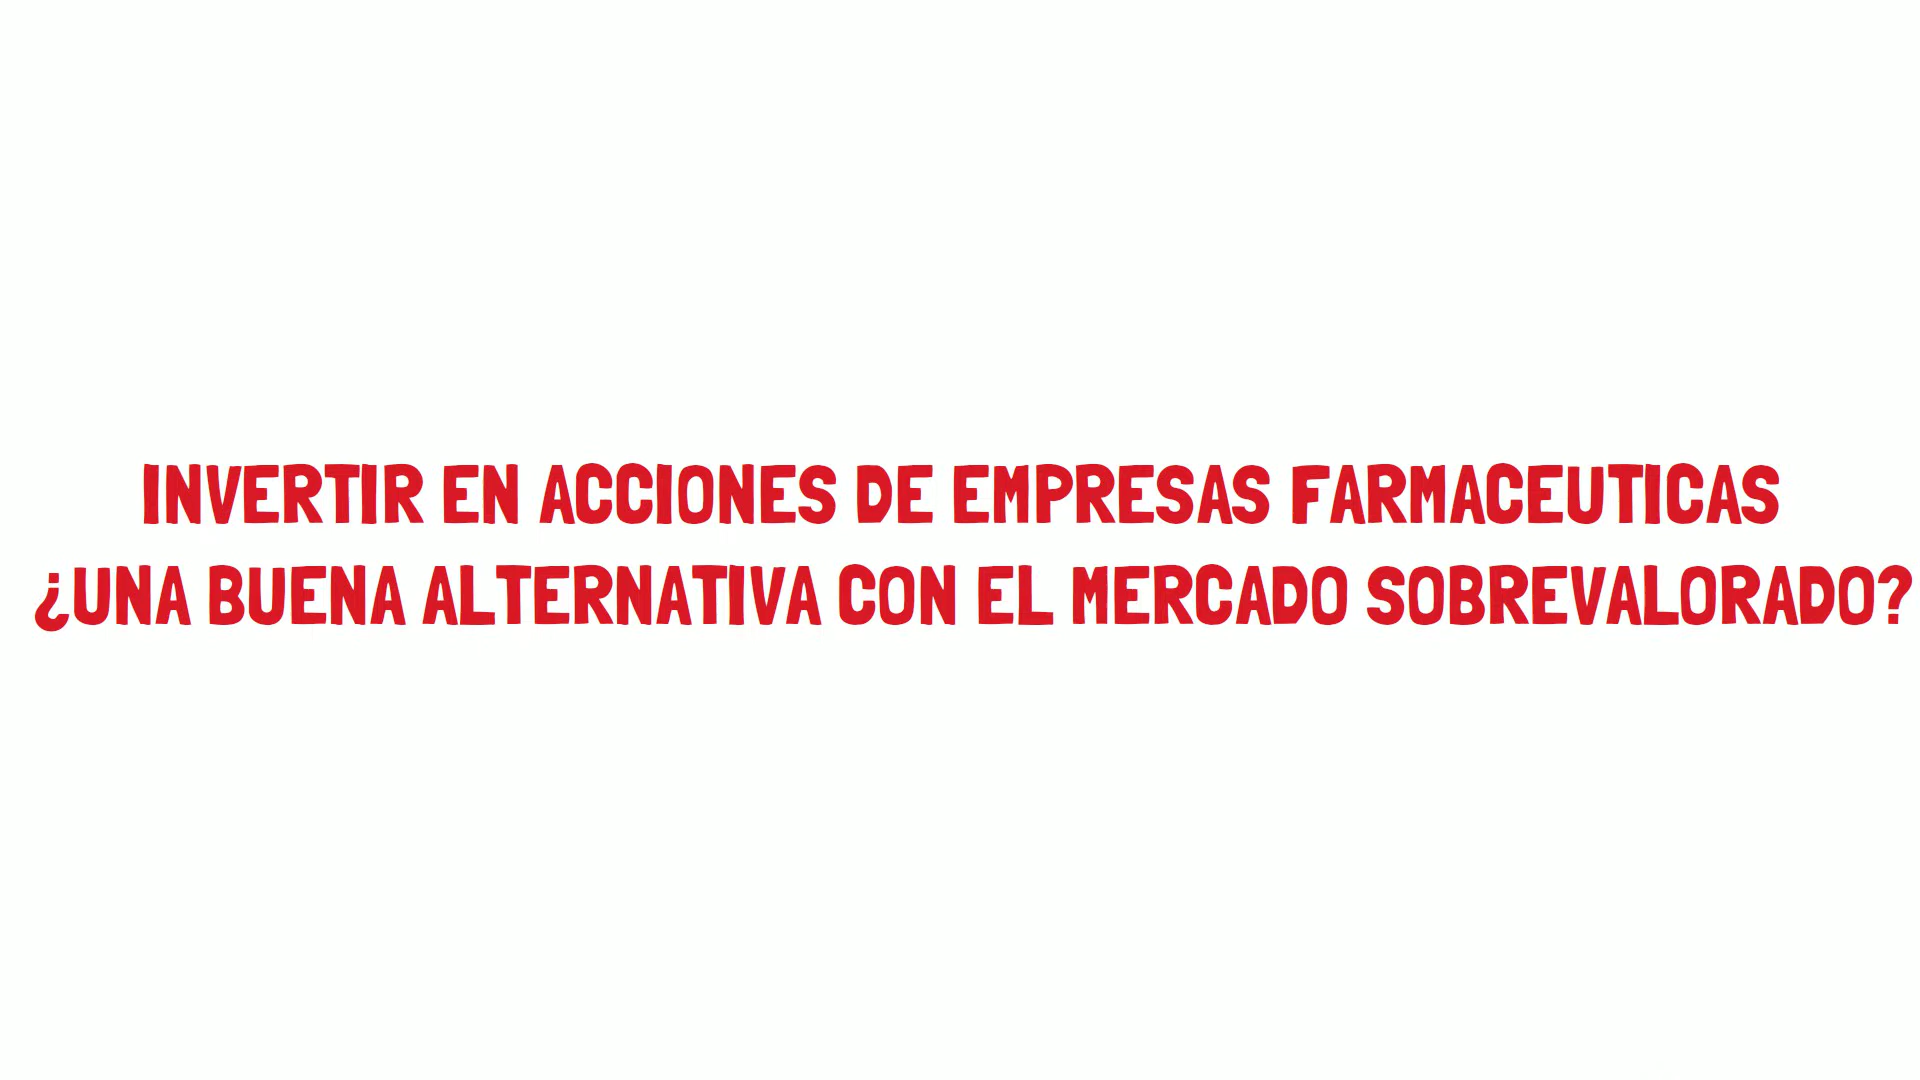 INVERTIR EN ACCIONES DE EMPRESAS FARMACEUTICAS
¿UNA BUENA ALTERNATIVA CON EL MERCADO SOBREVALORADO?